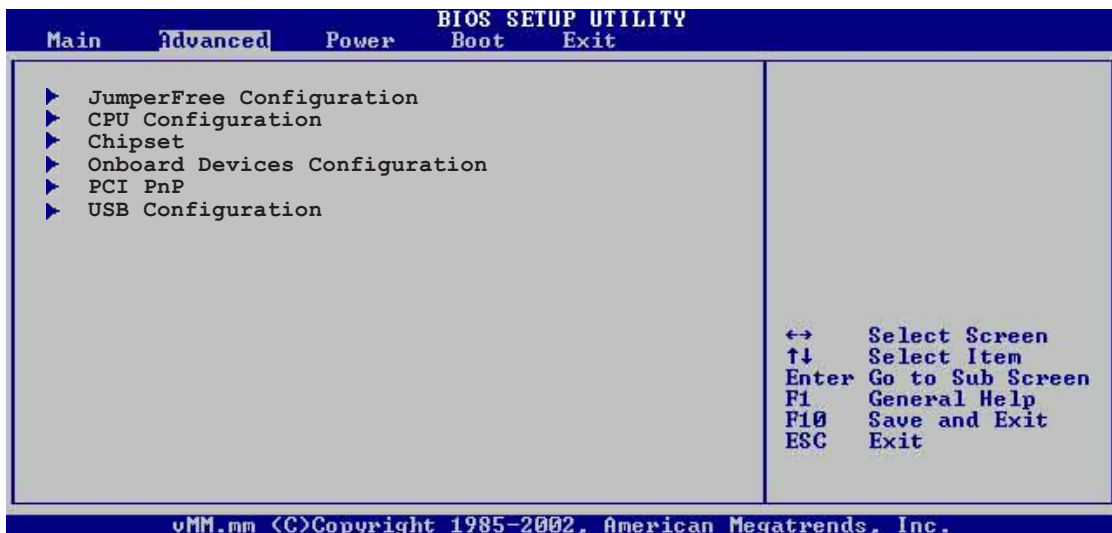 BIOS SETUP UTILITY
Main Advanced Power Boot Exit
JumperFree Configuration
CPU Configuration
Chipset
Onboard Devices Configuration
PCI PnP
USB Configuration
←→ Select Screen
↑↓ Select Item
Enter Go to Sub Screen
F1 General Help
F10 Save and Exit
ESC Exit
vMM.mm (C)Copyright 1985-2002, American Megatrends, Inc.